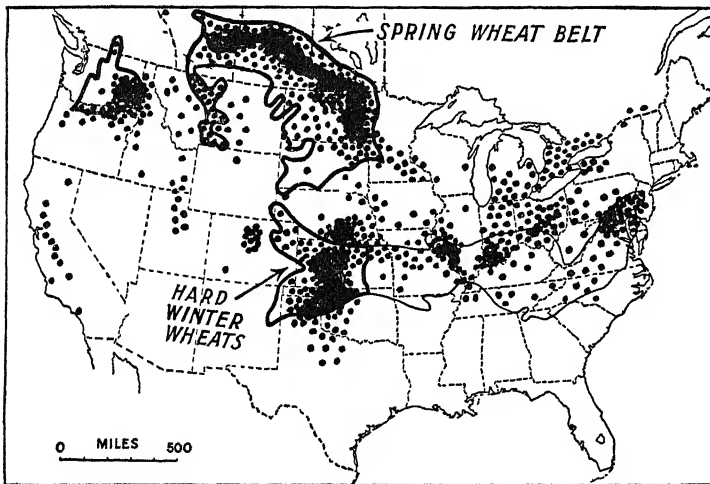 SPRING WHEAT BELT
HARD
WINTER
WHEATS
0 MILES 500